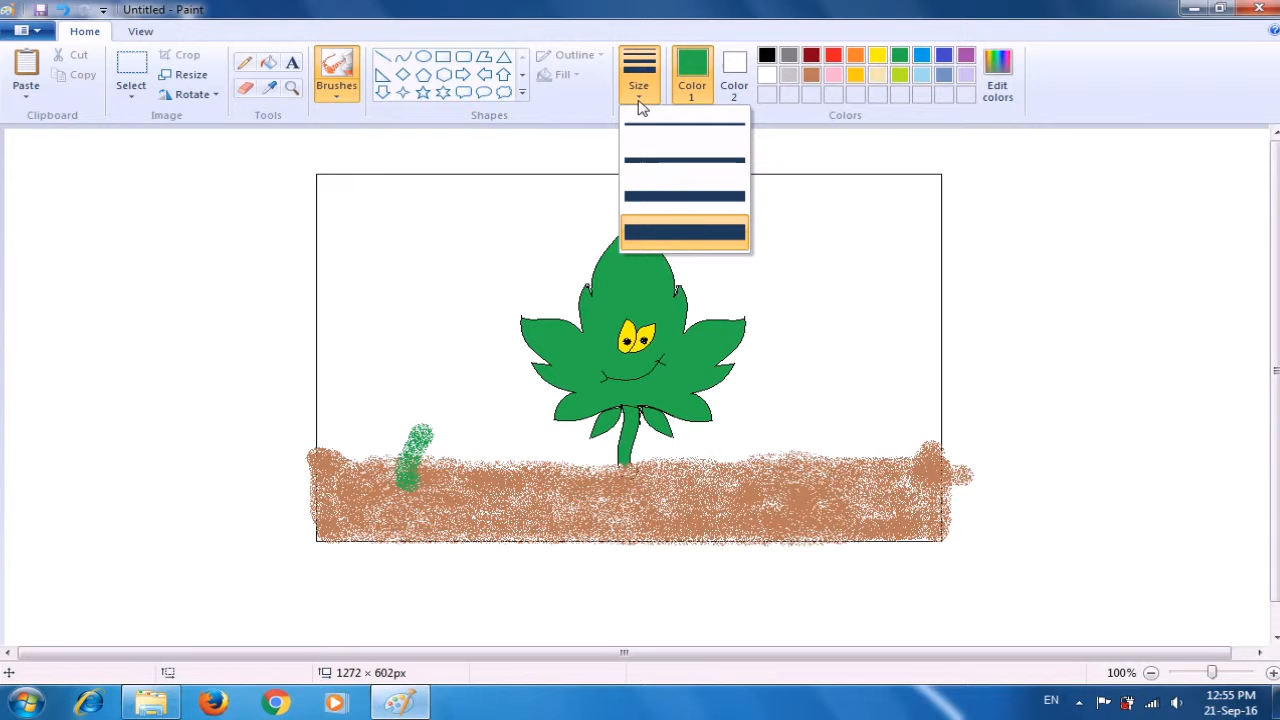 Untitled - Paint
Home View
Paste
Cut
Copy
Clipboard
Select
Crop
Resize
Rotate
Image
A
Tools
Brushes
Shapes
Outline
Fill
Size
Color 1
Color 2
Edit colors
Colors
1272 × 602px
100%
EN
12:55 PM
21-Sep-16